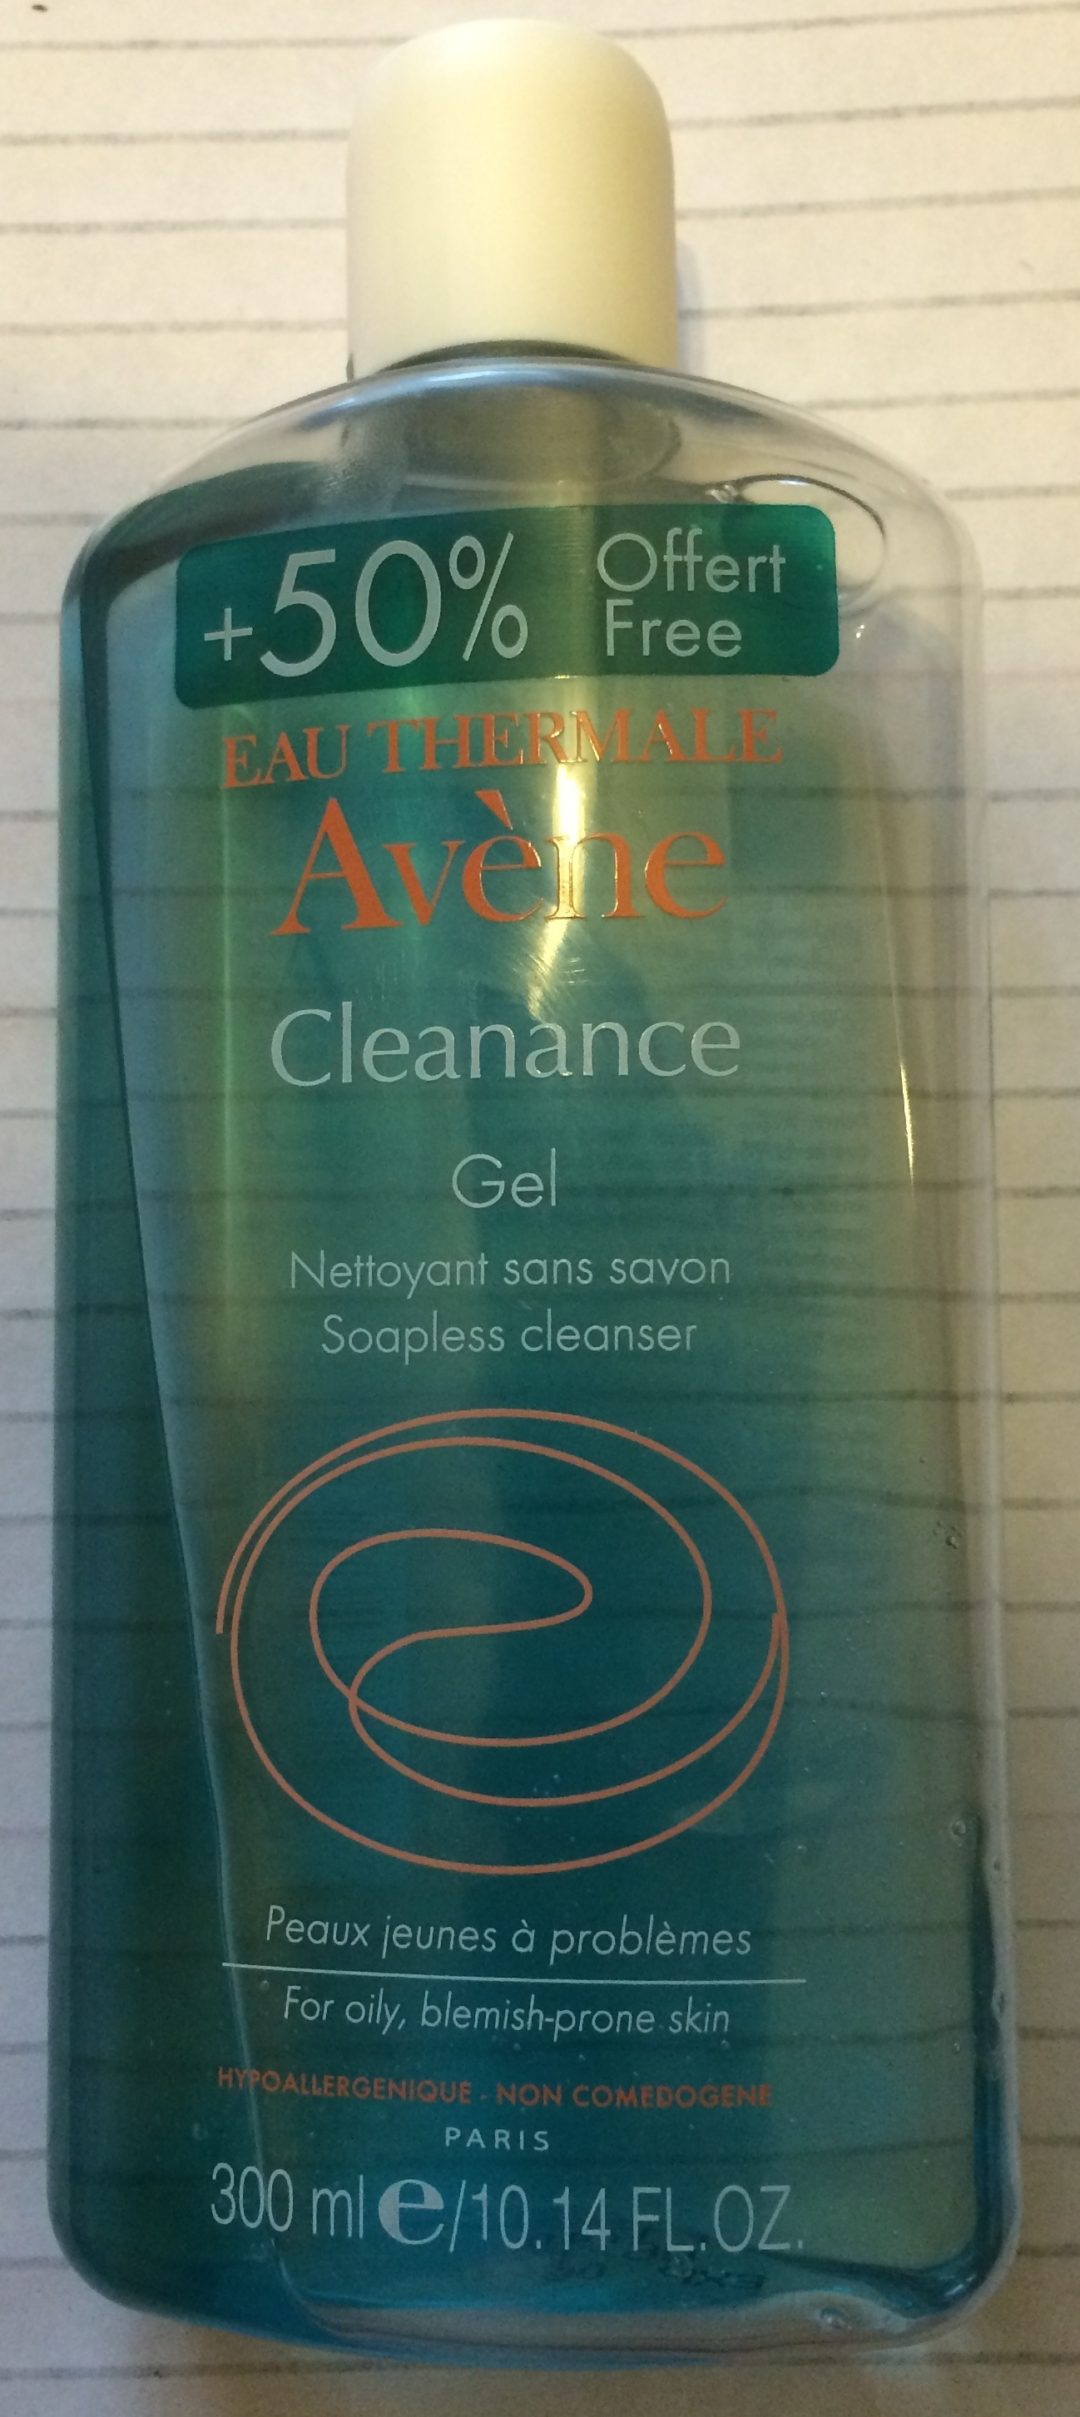 +50% Offert
Free
EAU THERMALE
Avène
Cleanance
Gel
Nettoyant sans savon
Soapless cleanser
Peaux jeunes à problèmes
For oily, blemish-prone skin
HYPOALLERGENIQUE - NON COMEDOGENE
PARIS
300 ml e/10.14 FL.OZ.